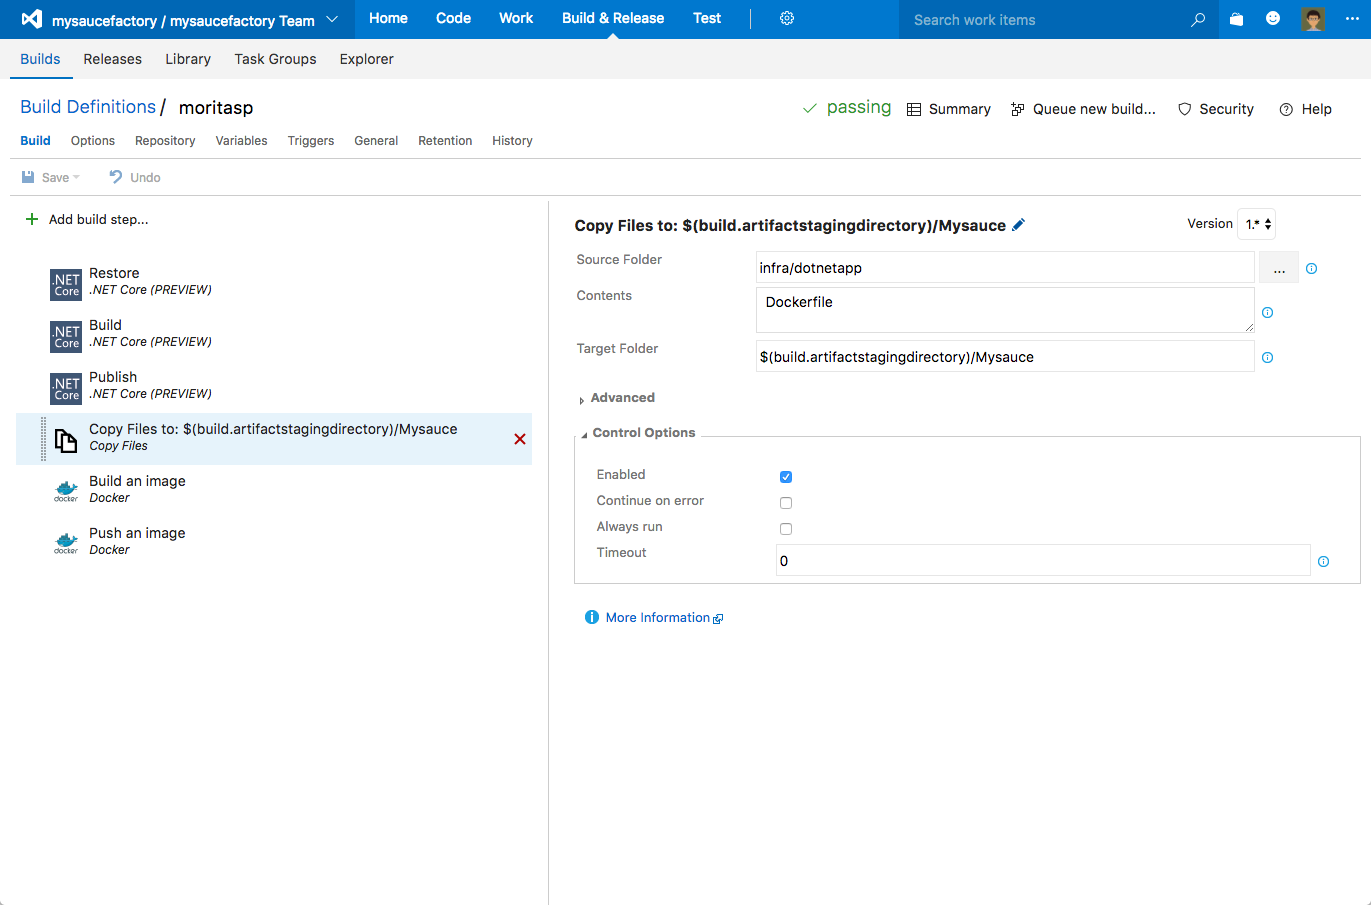 mysaucefactory / mysaucefactory Team
Home Code Work Build & Release Test
Search work items
Builds Releases Library Task Groups Explorer
Build Definitions / moritasp
passing Summary Queue new build... Security Help
Build Options Repository Variables Triggers General Retention History
Save Undo
Add build step...
.NET Core
Restore
.NET Core (PREVIEW)
.NET Core
Build
.NET Core (PREVIEW)
.NET Core
Publish
.NET Core (PREVIEW)
Copy Files to: $(build.artifactstagingdirectory)/Mysauce
Copy Files
docker
Build an image
Docker
docker
Push an image
Docker
Copy Files to: $(build.artifactstagingdirectory)/Mysauce
Version 1.*
Source Folder infra/dotnetapp ...
Contents Dockerfile
Target Folder $(build.artifactstagingdirectory)/Mysauce
Advanced
Control Options
Enabled
Continue on error
Always run
Timeout 0
More Information